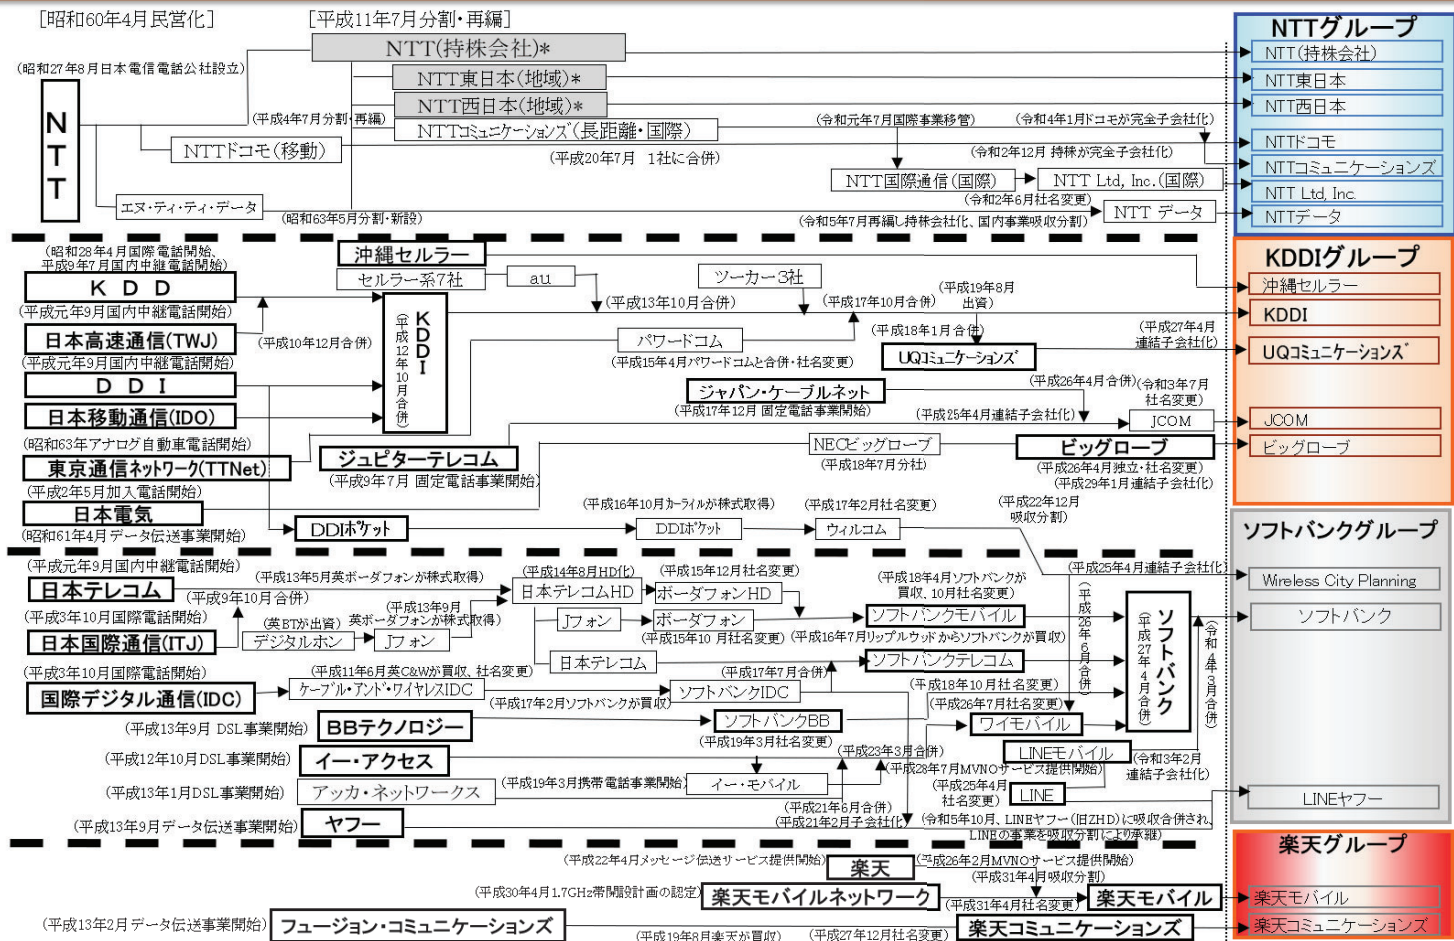 [昭和60年4月民営化]
[平成11年7月分割・再編]
NTT(持株会社)*
(昭和27年8月日本電信電話公社設立)
NTT東日本(地域)*
NTT西日本(地域)*
NTT
(平成4年7月分割・再編)
NTTコミュニケーションズ(長距離・国際)
(令和元年7月国際事業移管)
(令和4年1月ドコモが完全子会社化)
NTTドコモ(移動)
(平成20年7月 1社に合併)
(令和2年12月 持株が完全子会社化)
NTT国際通信(国際)
NTT Ltd, Inc.(国際)
(令和2年6月社名変更)
エヌ・ティ・ティ・データ
(昭和63年5月分割・新設)
(令和5年7月再編し持株会社化、国内事業吸収分割)
NTT データ
NTTグループ
NTT(持株会社)
NTT東日本
NTT西日本
NTTドコモ
NTTコミュニケーションズ
NTT Ltd, Inc.
NTTデータ
(昭和28年4月国際電話開始、
平成9年7月国内中継電話開始)
KDD
(平成元年9月国内中継電話開始)
日本高速通信(TWJ)
(平成10年12月合併)
(平成元年9月国内中継電話開始)
DDI
日本移動通信(IDO)
(昭和63年アナログ自動車電話開始)
東京通信ネットワーク(TTNet)
(平成2年5月加入電話開始)
日本電気
(昭和61年4月データ伝送事業開始)
沖縄セルラー
セルラー系7社
au
ツーカー3社
KDDI
(平成12年10月合併)
(平成13年10月合併)
(平成17年10月合併)
(平成19年8月
出資)
パワードコム
(平成15年4月パワードコムと合併・社名変更)
(平成18年1月合併)
UQコミュニケーションズ
(平成27年4月
連結子会社化)
ジャパン・ケーブルネット
(平成17年12月 固定電話事業開始)
(平成26年4月合併)
(令和3年7月
社名変更)
(平成25年4月連結子会社化)
JCOM
ジュピターテレコム
(平成9年7月 固定電話事業開始)
NECビッグローブ
(平成18年7月分社)
ビッグローブ
(平成26年4月独立・社名変更)
(平成29年1月連結子会社化)
DDIポケット
(平成16年10月カーライルが株式取得)
DDIポケット
(平成17年2月社名変更)
ウィルコム
(平成22年12月
吸収分割)
KDDIグループ
沖縄セルラー
KDDI
UQコミュニケーションズ
JCOM
ビッグローブ
(平成元年9月国内中継電話開始)
日本テレコム
(平成13年5月英ボーダフォンが株式取得)
(平成14年8月HD化)
(平成15年12月社名変更)
(平成25年4月連結子会社化)
(平成9年10月合併)
日本テレコムHD
ボーダフォンHD
(平成18年4月ソフトバンクが
買収、10月社名変更)
(平成3年10月国際電話開始)
日本国際通信(ITJ)
(英BTが出資)
デジタルホン
(平成13年9月
英ボーダフォンが株式取得)
Jフォン
Jフォン
ボーダフォン
ソフトバンクモバイル
(平成15年10 月社名変更)
(平成16年7月リップルウッドからソフトバンクが買収)
(平成3年10月国際電話開始)
日本テレコム
ソフトバンクテレコム
(平成17年7月合併)
国際デジタル通信(IDC)
(平成11年6月英C&Wが買収、社名変更)
ケーブル・アンド・ワイヤレスIDC
(平成17年2月ソフトバンクが買収)
ソフトバンクIDC
(平成18年10月社名変更)
(平成26年7月社名変更)
(平成26年6月合併)
ソフトバンク
(平成27年4月合併)
(令和4年3月合併)
(平成13年9月 DSL事業開始)
BBテクノロジー
ソフトバンクBB
(平成19年3月社名変更)
ワイモバイル
(平成12年10月DSL事業開始)
イー・アクセス
(平成23年3月合併)
LINEモバイル
(令和3年2月
連結子会社化)
(平成28年7月MVNOサービス提供開始)
(平成13年1月DSL事業開始)
アッカ・ネットワークス
(平成19年3月携帯電話事業開始)
イー・モバイル
(平成25年4月
社名変更)
LINE
(平成21年6月合併)
(平成21年2月子会社化)
(平成13年9月データ伝送事業開始)
ヤフー
(令和5年10月、LINEヤフー(旧ZHD)に吸収合併され、
LINEの事業を吸収分割により承継)
ソフトバンクグループ
Wireless City Planning
ソフトバンク
LINEヤフー
(平成22年4月メッセージ伝送サービス提供開始)
楽天
(平成26年2月MVNOサービス提供開始)
(平成31年4月吸収分割)
(平成30年4月1.7GHz帯開設計画の認定)
楽天モバイルネットワーク
(平成31年4月社名変更)
楽天モバイル
(平成13年2月データ伝送事業開始)
フュージョン・コミュニケーションズ
(平成19年8月楽天が買収)
(平成27年12月社名変更)
楽天コミュニケーションズ
楽天グループ
楽天モバイル
楽天コミュニケーションズ